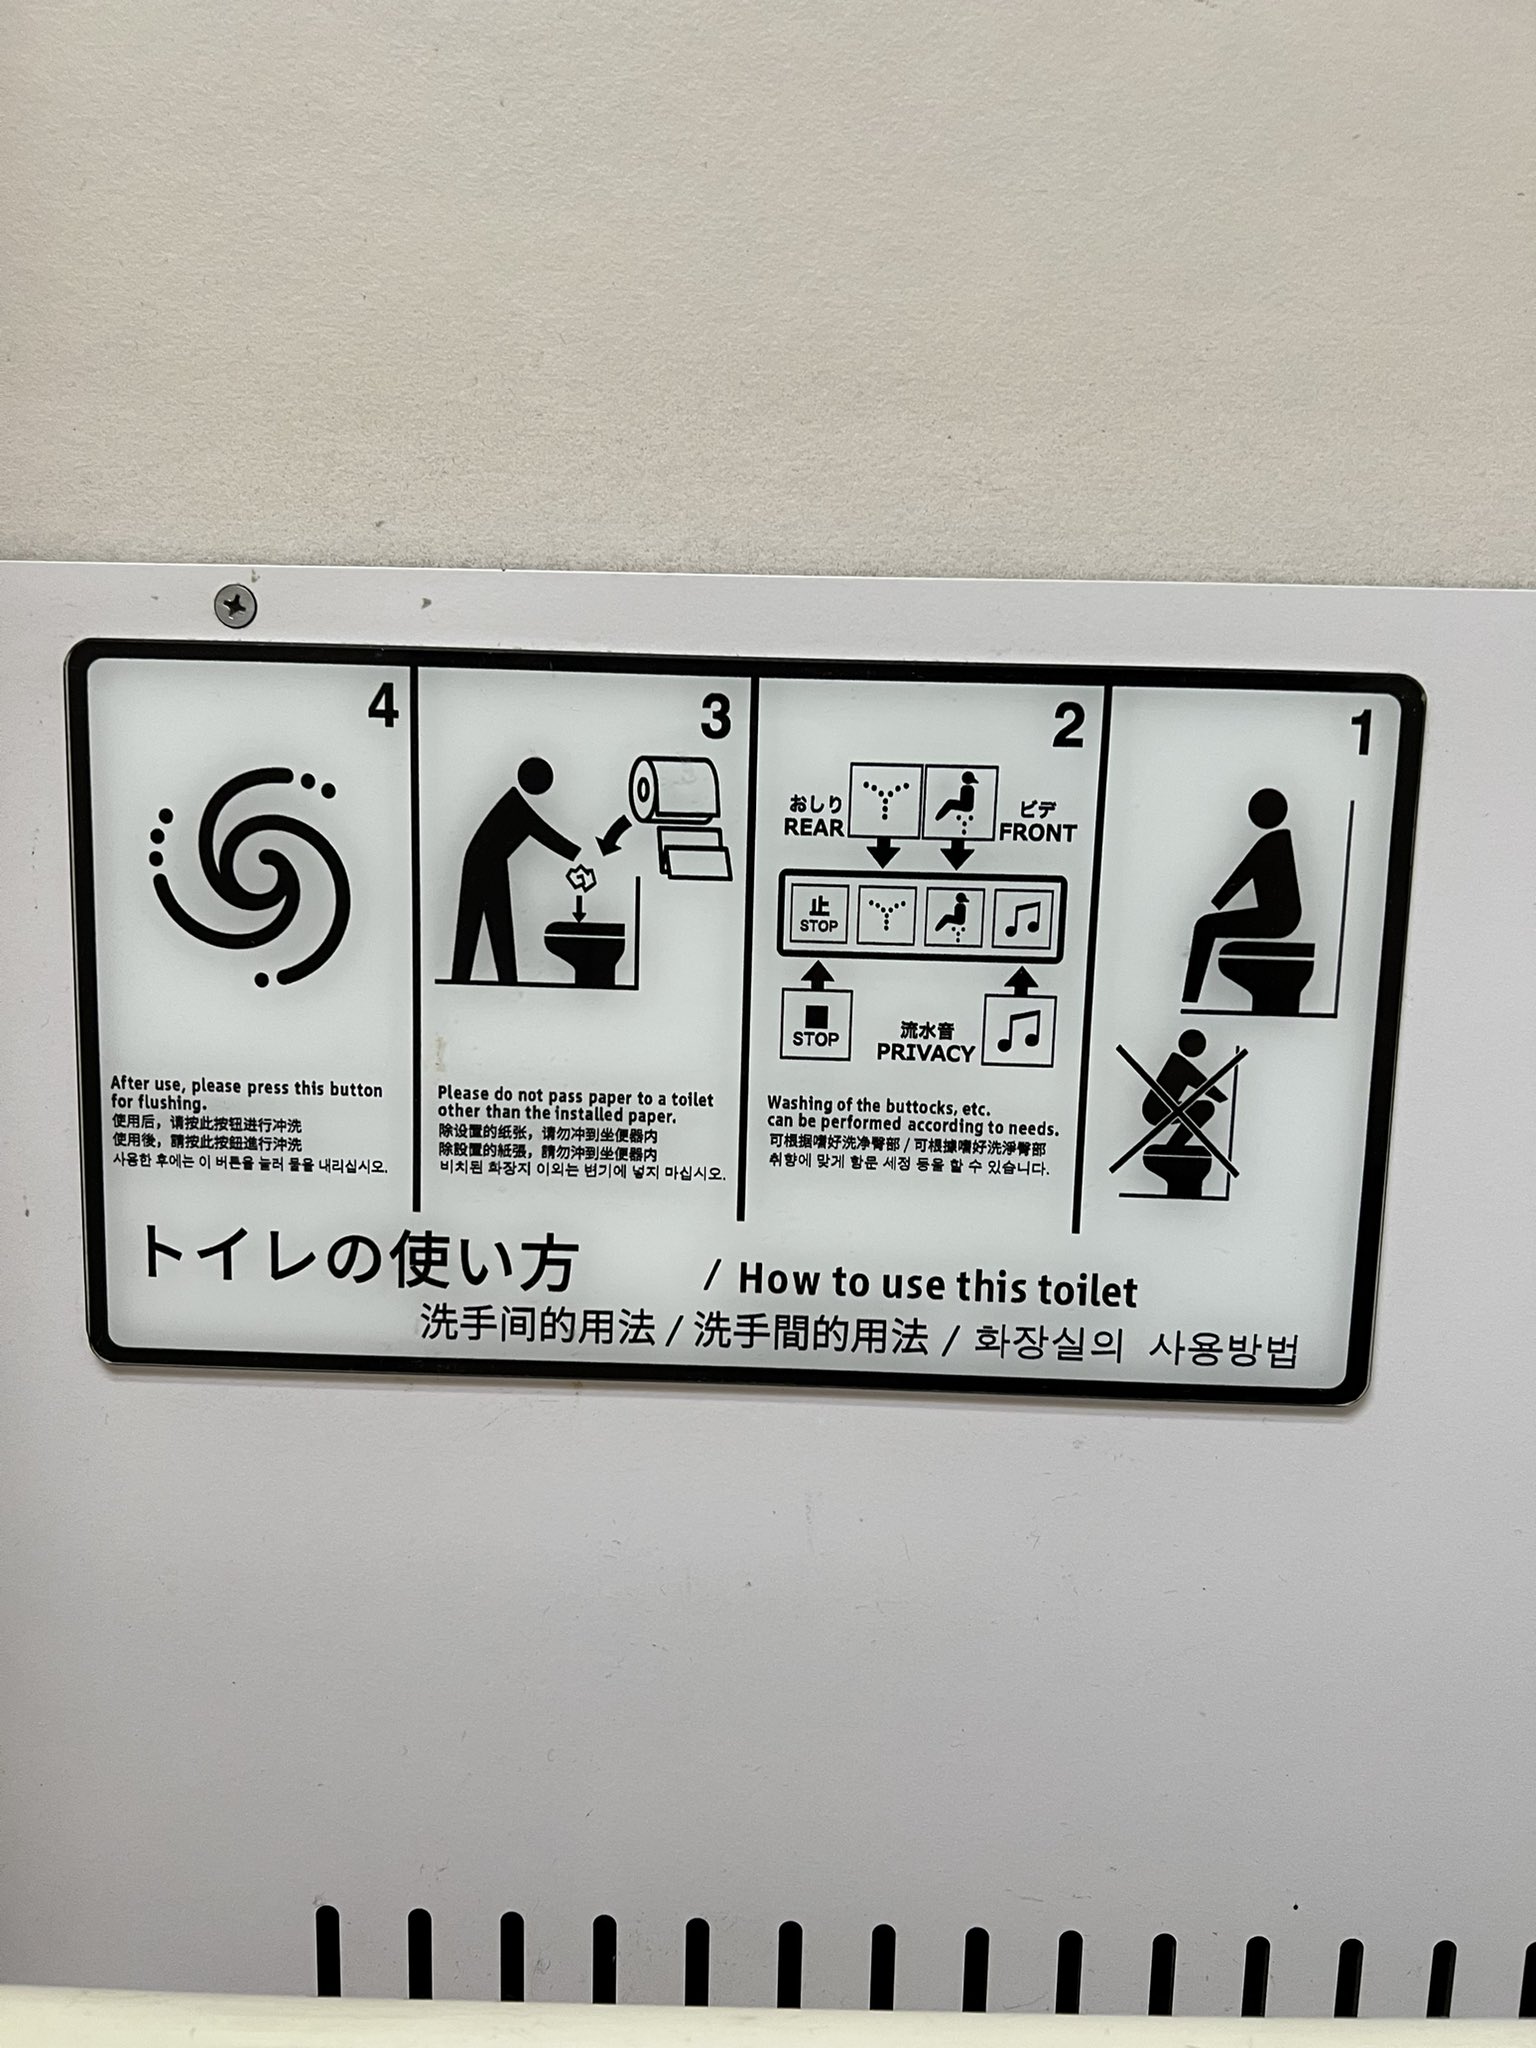 1
2
おしり
REAR
ビデ
FRONT
止
STOP
STOP
流水音
PRIVACY
Washing of the buttocks, etc.
can be performed according to needs.
可根据嗜好洗净臀部 / 可根據嗜好洗淨臀部
취향에 맞게 항문 세정 등을 할 수 있습니다.
3
Please do not pass paper to a toilet
other than the installed paper.
除设置的纸张，请勿冲到坐便器内
除設置的紙張，請勿沖到坐便器内
비치된 화장지 이외는 변기에 넣지 마십시오.
4
After use, please press this button
for flushing.
使用后，请按此按钮进行冲洗
使用後，請按此按鈕進行沖洗
사용한 후에는 이 버튼을 눌러 물을 내리십시오.
トイレの使い方 / How to use this toilet
洗手间的用法 / 洗手間的用法 / 화장실의 사용방법